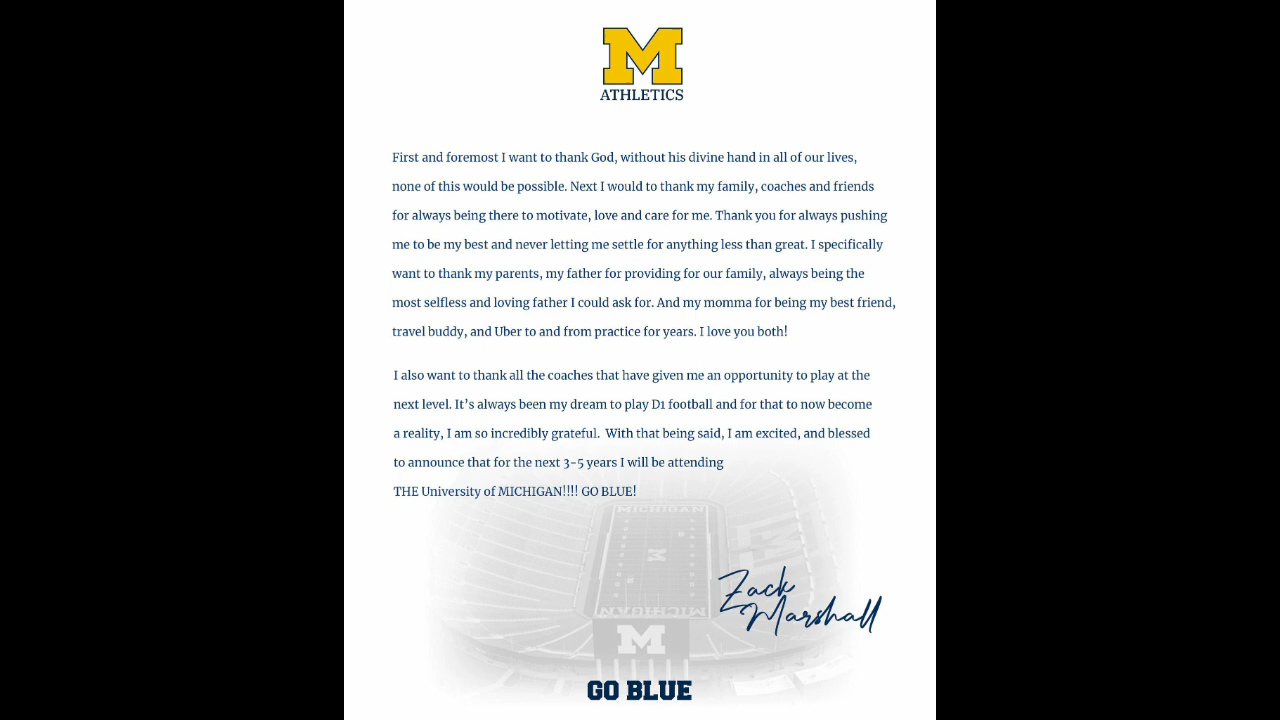 M
ATHLETICS
First and foremost I want to thank God, without his divine hand in all of our lives,
none of this would be possible. Next I would to thank my family, coaches and friends
for always being there to motivate, love and care for me. Thank you for always pushing
me to be my best and never letting me settle for anything less than great. I specifically
want to thank my parents, my father for providing for our family, always being the
most selfless and loving father I could ask for. And my momma for being my best friend,
travel buddy, and Uber to and from practice for years. I love you both!
I also want to thank all the coaches that have given me an opportunity to play at the
next level. It’s always been my dream to play D1 football and for that to now become
a reality, I am so incredibly grateful. With that being said, I am excited, and blessed
to announce that for the next 3-5 years I will be attending
THE University of MICHIGAN!!!! GO BLUE!
MICHIGAN
M
M
Zack
Marshall
MICHIGAN
M
GO BLUE